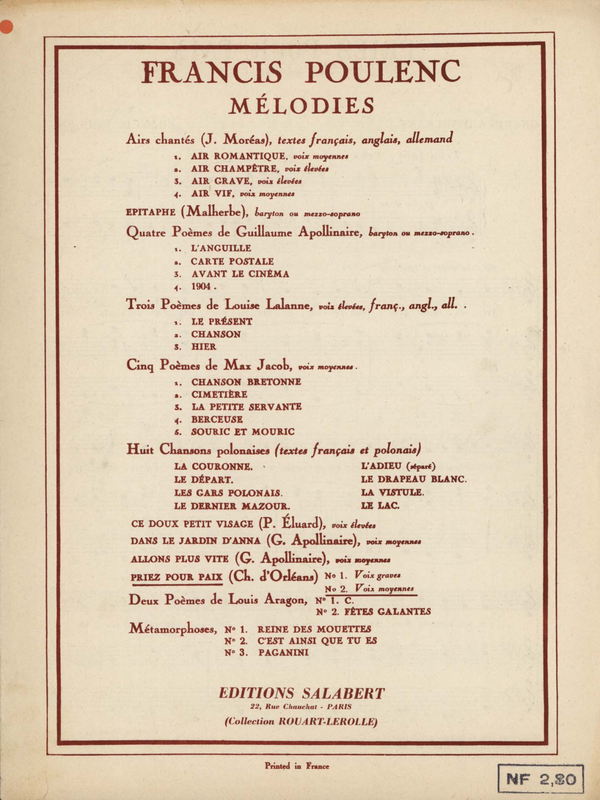 FRANCIS POULENC
MÉLODIES
Airs chantés (J. Moréas), textes français, anglais, allemand
1. AIR ROMANTIQUE, voix moyennes
2. AIR CHAMPÊTRE, voix élevées
3. AIR GRAVE, voix élevées
4. AIR VIF, voix moyennes
EPITAPHE (Malherbe), baryton ou mezzo-soprano
Quatre Poèmes de Guillaume Apollinaire, baryton ou mezzo-soprano.
1. L'ANGUILLE
2. CARTE POSTALE
3. AVANT LE CINÉMA
4. 1904.
Trois Poèmes de Louise Lalanne, voix élevées, franç., angl., all. .
1. LE PRÉSENT
2. CHANSON
3. HIER
Cinq Poèmes de Max Jacob, voix moyennes.
1. CHANSON BRETONNE
2. CIMETIÈRE
3. LA PETITE SERVANTE
4. BERCEUSE
5. SOURIC ET MOURIC
Huit Chansons polonaises (textes français et polonais)
LA COURONNE. L'ADIEU (séparé)
LE DÉPART. LE DRAPEAU BLANC.
LES GARS POLONAIS. LA VISTULE.
LE DERNIER MAZOUR. LE LAC.
CE DOUX PETIT VISAGE (P. Éluard), voix élevées
DANS LE JARDIN D'ANNA (G. Apollinaire), voix moyennes
ALLONS PLUS VITE (G. Apollinaire), voix moyennes
PRIEZ POUR PAIX (Ch. d'Orléans) No 1. Voix graves
No 2. Voix moyennes
Deux Poèmes de Louis Aragon, No 1. C.
No 2. FÊTES GALANTES
Métamorphoses, No 1. REINE DES MOUETTES
No 2. C'EST AINSI QUE TU ES
No 3. PAGANINI
EDITIONS SALABERT
22, Rue Chauchat - PARIS
(Collection ROUART-LEROLLE)
Printed in France
NF 2,80